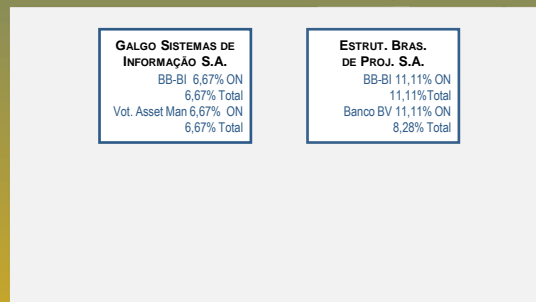 GALGO SISTEMAS DE
INFORMAÇÃO S.A.
BB-BI 6,67% ON
6,67% Total
Vot. Asset Man 6,67% ON
6,67% Total
ESTRUT. BRAS.
DE PROJ. S.A.
BB-BI 11,11% ON
11,11%Total
Banco BV 11,11% ON
8,28% Total